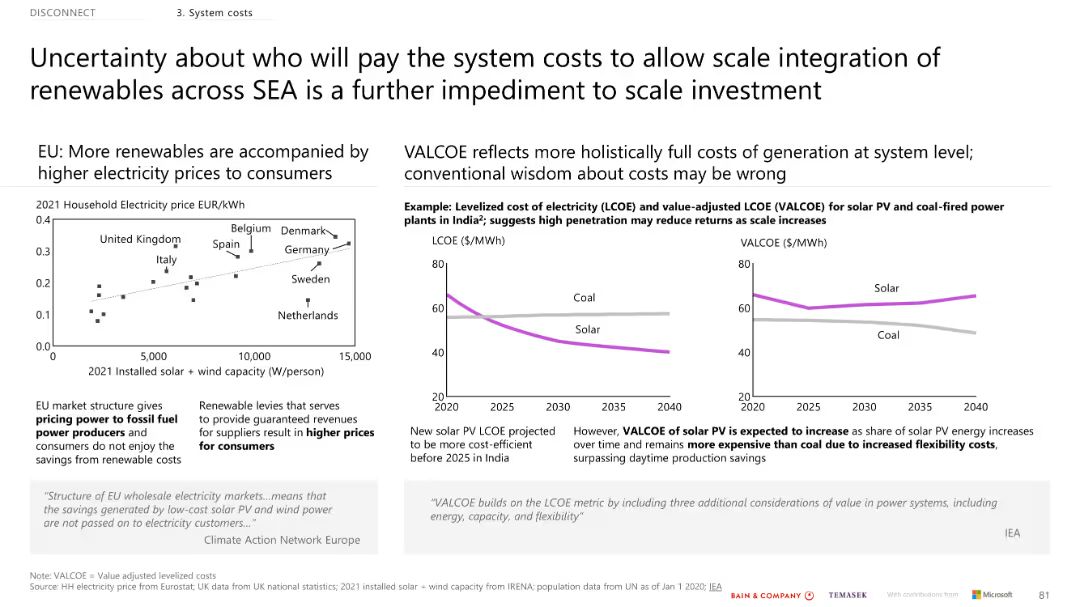 DISCONNECT
3. System costs
Uncertainty about who will pay the system costs to allow scale integration of
renewables across SEA is a further impediment to scale investment
EU: More renewables are accompanied by
higher electricity prices to consumers
2021 Household Electricity price EUR/kWh
0.4
0.3
0.2
0.1
0.0
United Kingdom
Italy
Spain
Belgium
Denmark
Germany
Sweden
Netherlands
0
5,000
10,000
15,000
2021 Installed solar + wind capacity (W/person)
EU market structure gives
pricing power to fossil fuel
power producers and
consumers do not enjoy the
savings from renewable costs
Renewable levies that serves
to provide guaranteed revenues
for suppliers result in higher prices
for consumers
"Structure of EU wholesale electricity markets...means that
the savings generated by low-cost solar PV and wind power
are not passed on to electricity customers..."
Climate Action Network Europe
VALCOE reflects more holistically full costs of generation at system level;
conventional wisdom about costs may be wrong
Example: Levelized cost of electricity (LCOE) and value-adjusted LCOE (VALCOE) for solar PV and coal-fired power
plants in India²; suggests high penetration may reduce returns as scale increases
LCOE ($/MWh)
80
60
40
20
Coal
Solar
2020
2025
2030
2035
2040
VALCOE ($/MWh)
80
60
40
20
Solar
Coal
2020
2025
2030
2035
2040
New solar PV LCOE projected
to be more cost-efficient
before 2025 in India
However, VALCOE of solar PV is expected to increase as share of solar PV energy increases
over time and remains more expensive than coal due to increased flexibility costs,
surpassing daytime production savings
"VALCOE builds on the LCOE metric by including three additional considerations of value in power systems, including
energy, capacity, and flexibility"
IEA
Note: VALCOE = Value adjusted levelized costs
Source: HH electricity price from Eurostat; UK data from UK national statistics; 2021 installed solar + wind capacity from IRENA; population data from UN as of Jan 1 2020; IEA
BAIN & COMPANY
TEMASEK
With contributions from
Microsoft
81